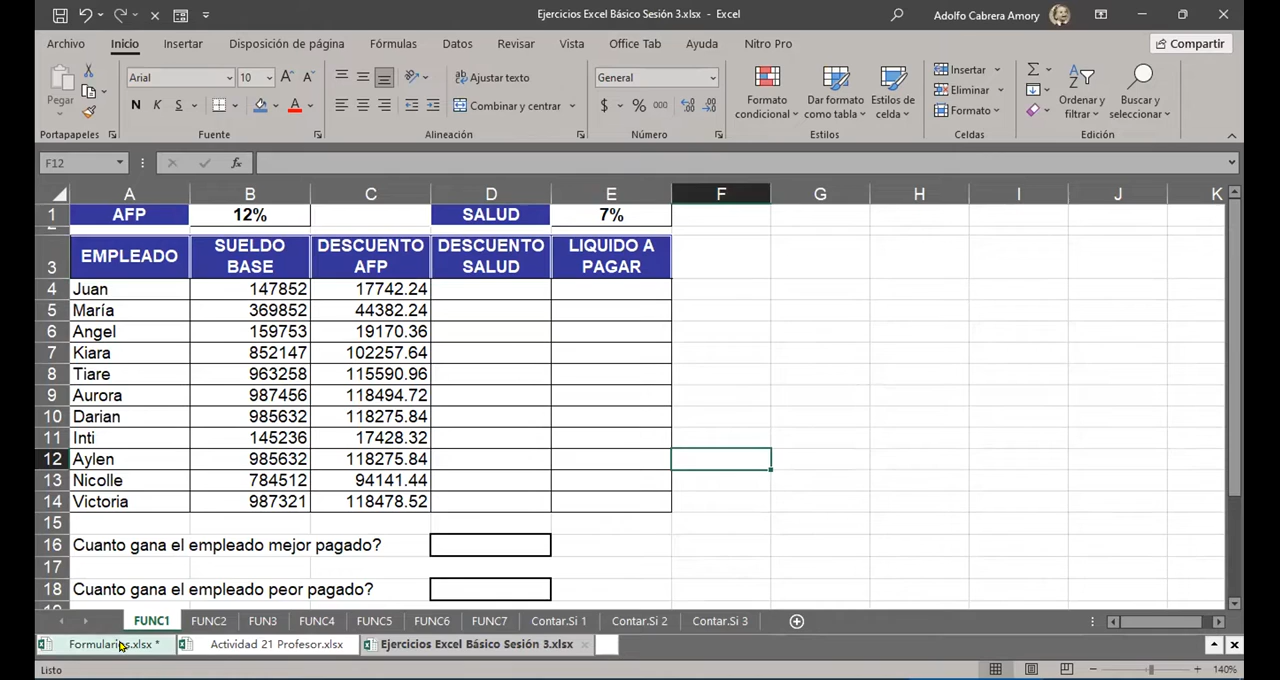 Ejercicios Excel Básico Sesión 3.xlsx - Excel
Adolfo Cabrera Amory
Archivo Inicio Insertar Disposición de página Fórmulas Datos Revisar Vista Office Tab Ayuda Nitro Pro Compartir
Pegar
Arial 10
Ajustar texto
General
N K S
Combinar y centrar
$ % 000
Formato condicional
Dar formato como tabla
Estilos de celda
Insertar
Eliminar
Formato
Ordenar y filtrar
Buscar y seleccionar
Portapapeles Fuente Alineación Número Estilos Celdas Edición
F12 fx
A B C D E F G H I J K
1 AFP 12% SALUD 7%
2
3 EMPLEADO SUELDO BASE DESCUENTO AFP DESCUENTO SALUD LIQUIDO A PAGAR
4 Juan 147852 17742.24
5 María 369852 44382.24
6 Angel 159753 19170.36
7 Kiara 852147 102257.64
8 Tiare 963258 115590.96
9 Aurora 987456 118494.72
10 Darian 985632 118275.84
11 Inti 145236 17428.32
12 Aylen 985632 118275.84
13 Nicolle 784512 94141.44
14 Victoria 987321 118478.52
15
16 Cuanto gana el empleado mejor pagado?
17
18 Cuanto gana el empleado peor pagado?
FUNC1 FUNC2 FUN3 FUNC4 FUNC5 FUNC6 FUNC7 Contar.Si 1 Contar.Si 2 Contar.Si 3
Formularios.xlsx * Actividad 21 Profesor.xlsx Ejercicios Excel Básico Sesión 3.xlsx
Listo 140%